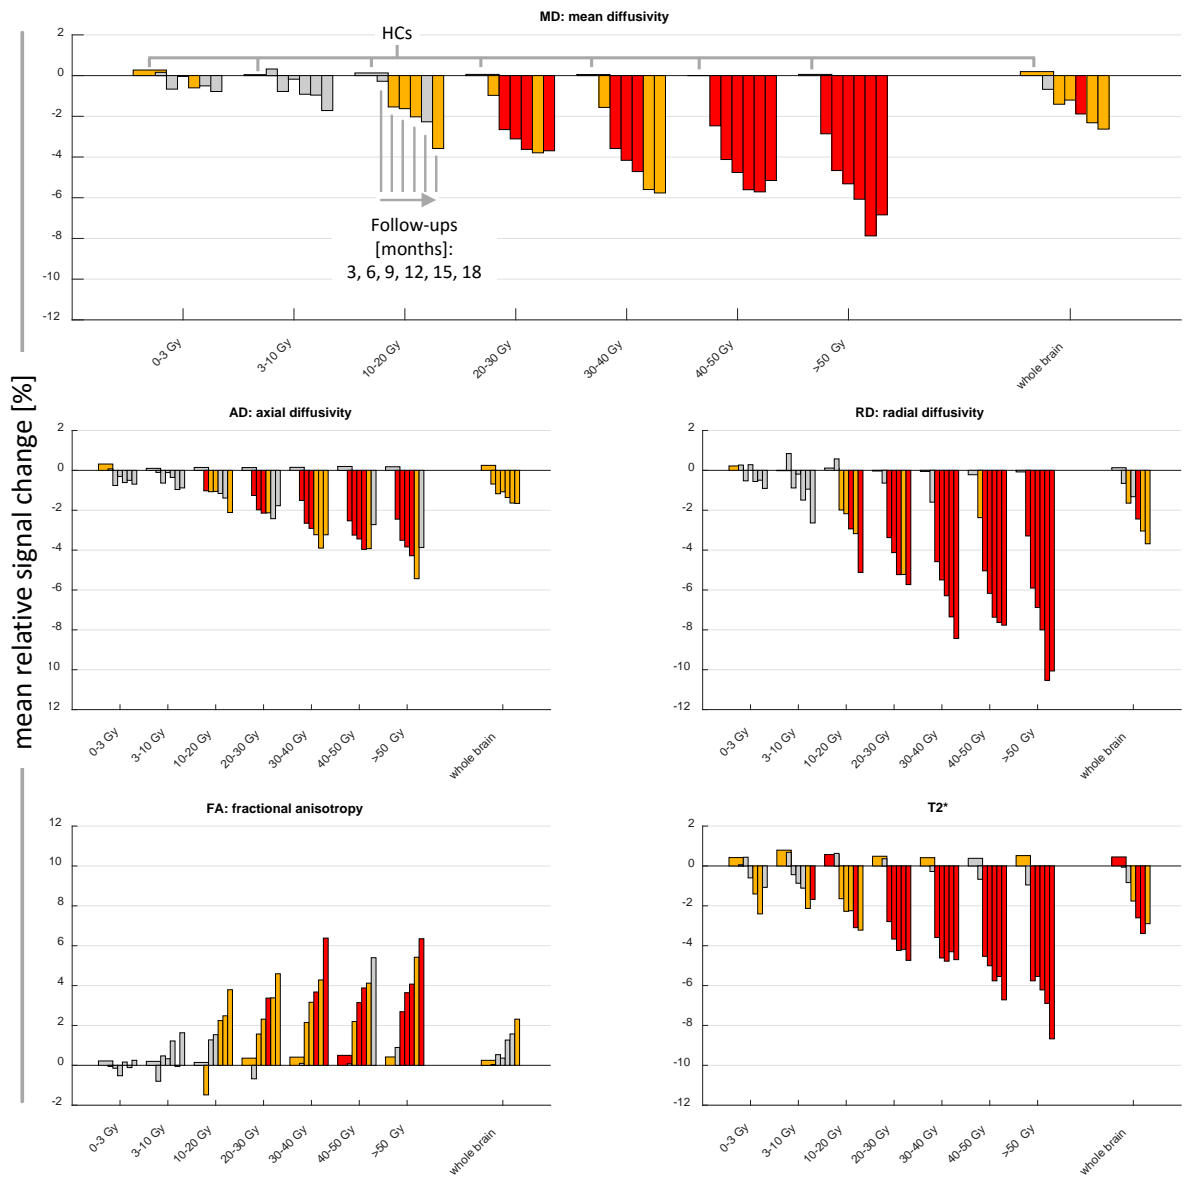 MD: mean diffusivity
HCs
2
0
-2
-4
-6
-8
-10
-12
Follow-ups
[months]:
3, 6, 9, 12, 15, 18
0-3 Gy
3-10 Gy
10-20 Gy
20-30 Gy
30-40 Gy
40-50 Gy
>50 Gy
whole brain
mean relative signal change [%]
AD: axial diffusivity
2
0
-2
-4
-6
-8
10
12
0-3 Gy
3-10 Gy
10-20 Gy
20-30 Gy
30-40 Gy
40-50 Gy
>50 Gy
whole brain
RD: radial diffusivity
2
0
-2
-4
-6
-8
-10
-12
0-3 Gy
3-10 Gy
10-20 Gy
20-30 Gy
30-40 Gy
40-50 Gy
>50 Gy
whole brain
FA: fractional anisotropy
12
10
8
6
4
2
0
-2
0-3 Gy
3-10 Gy
10-20 Gy
20-30 Gy
30-40 Gy
40-50 Gy
>50 Gy
whole brain
T2*
2
0
-2
-4
-6
-8
-10
-12
0-3 Gy
3-10 Gy
10-20 Gy
20-30 Gy
30-40 Gy
40-50 Gy
>50 Gy
whole brain